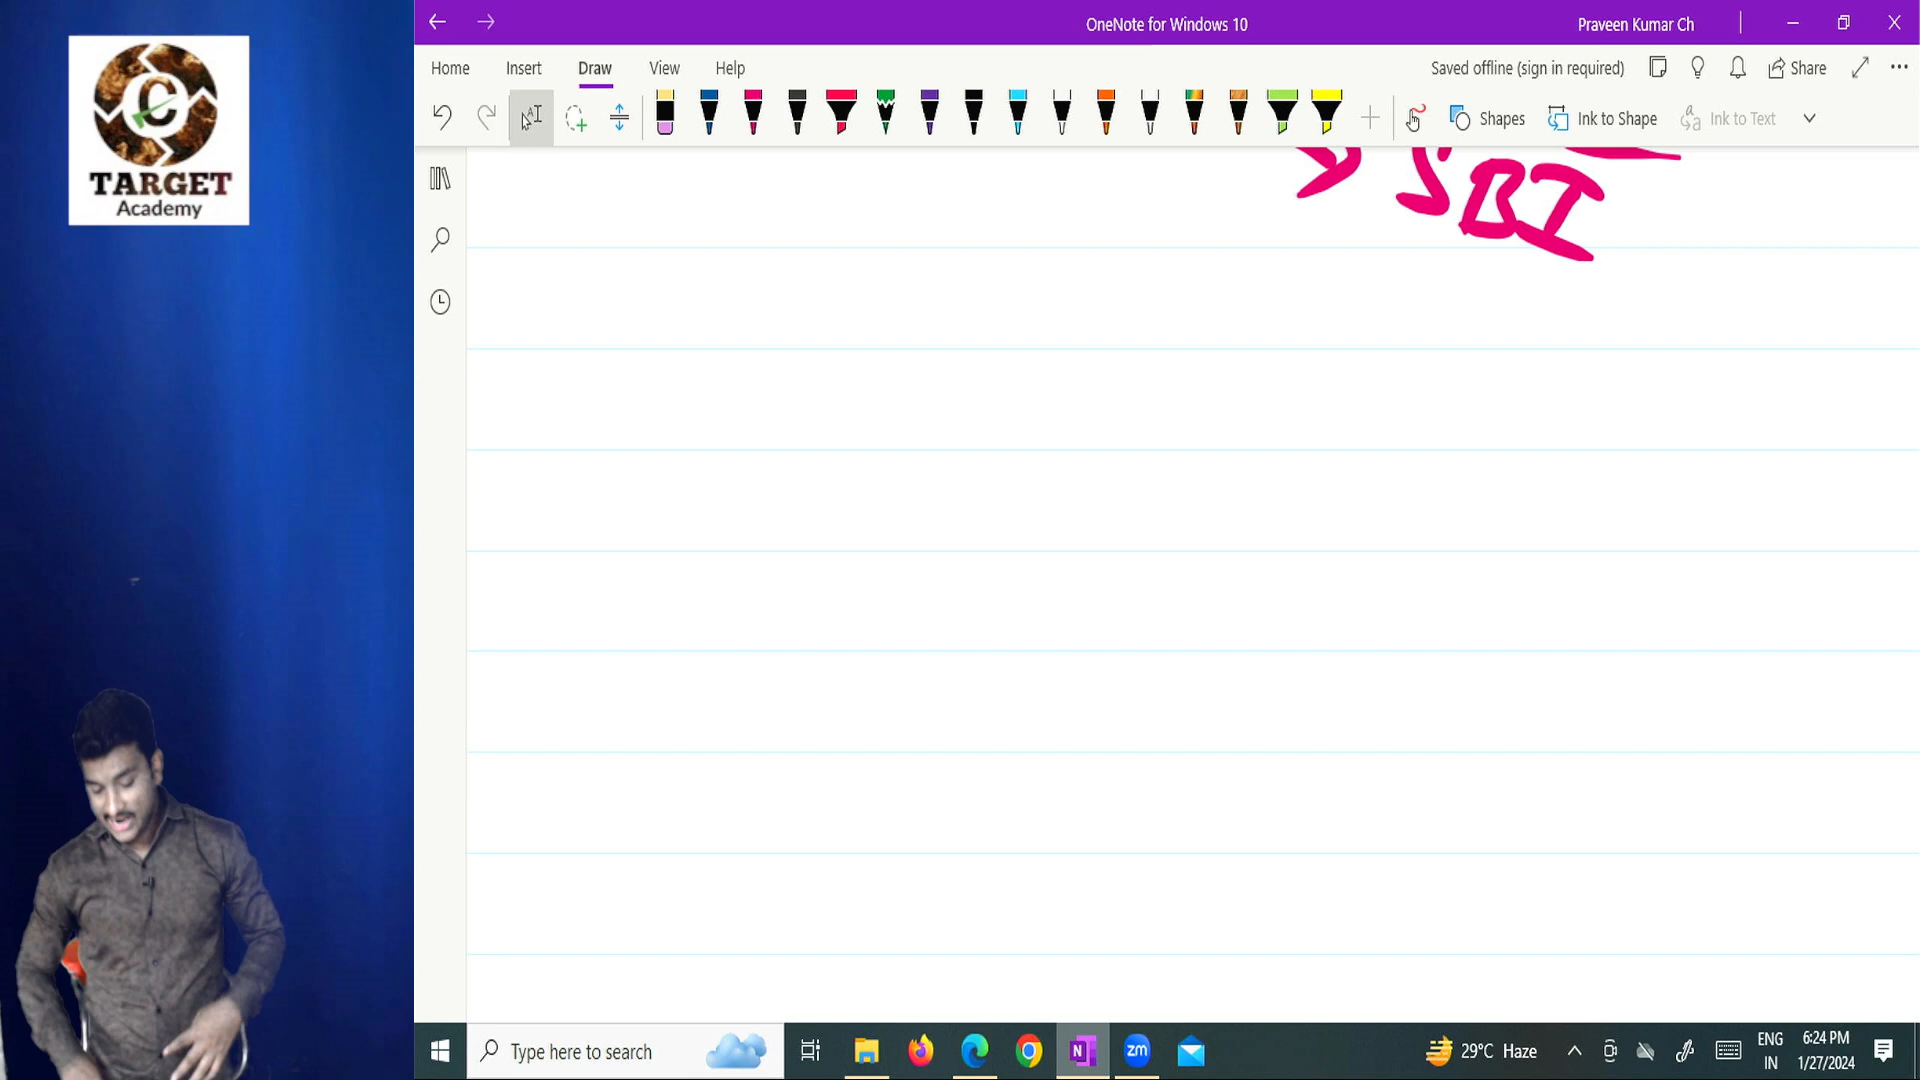 TARGET
Academy
OneNote for Windows 10
Praveen Kumar Ch
Home Insert Draw View Help
Saved offline (sign in required)
Share
Shapes
Ink to Shape
Ink to Text
SBI
Type here to search
zm
29°C Haze
ENG
IN
6:24 PM
1/27/2024